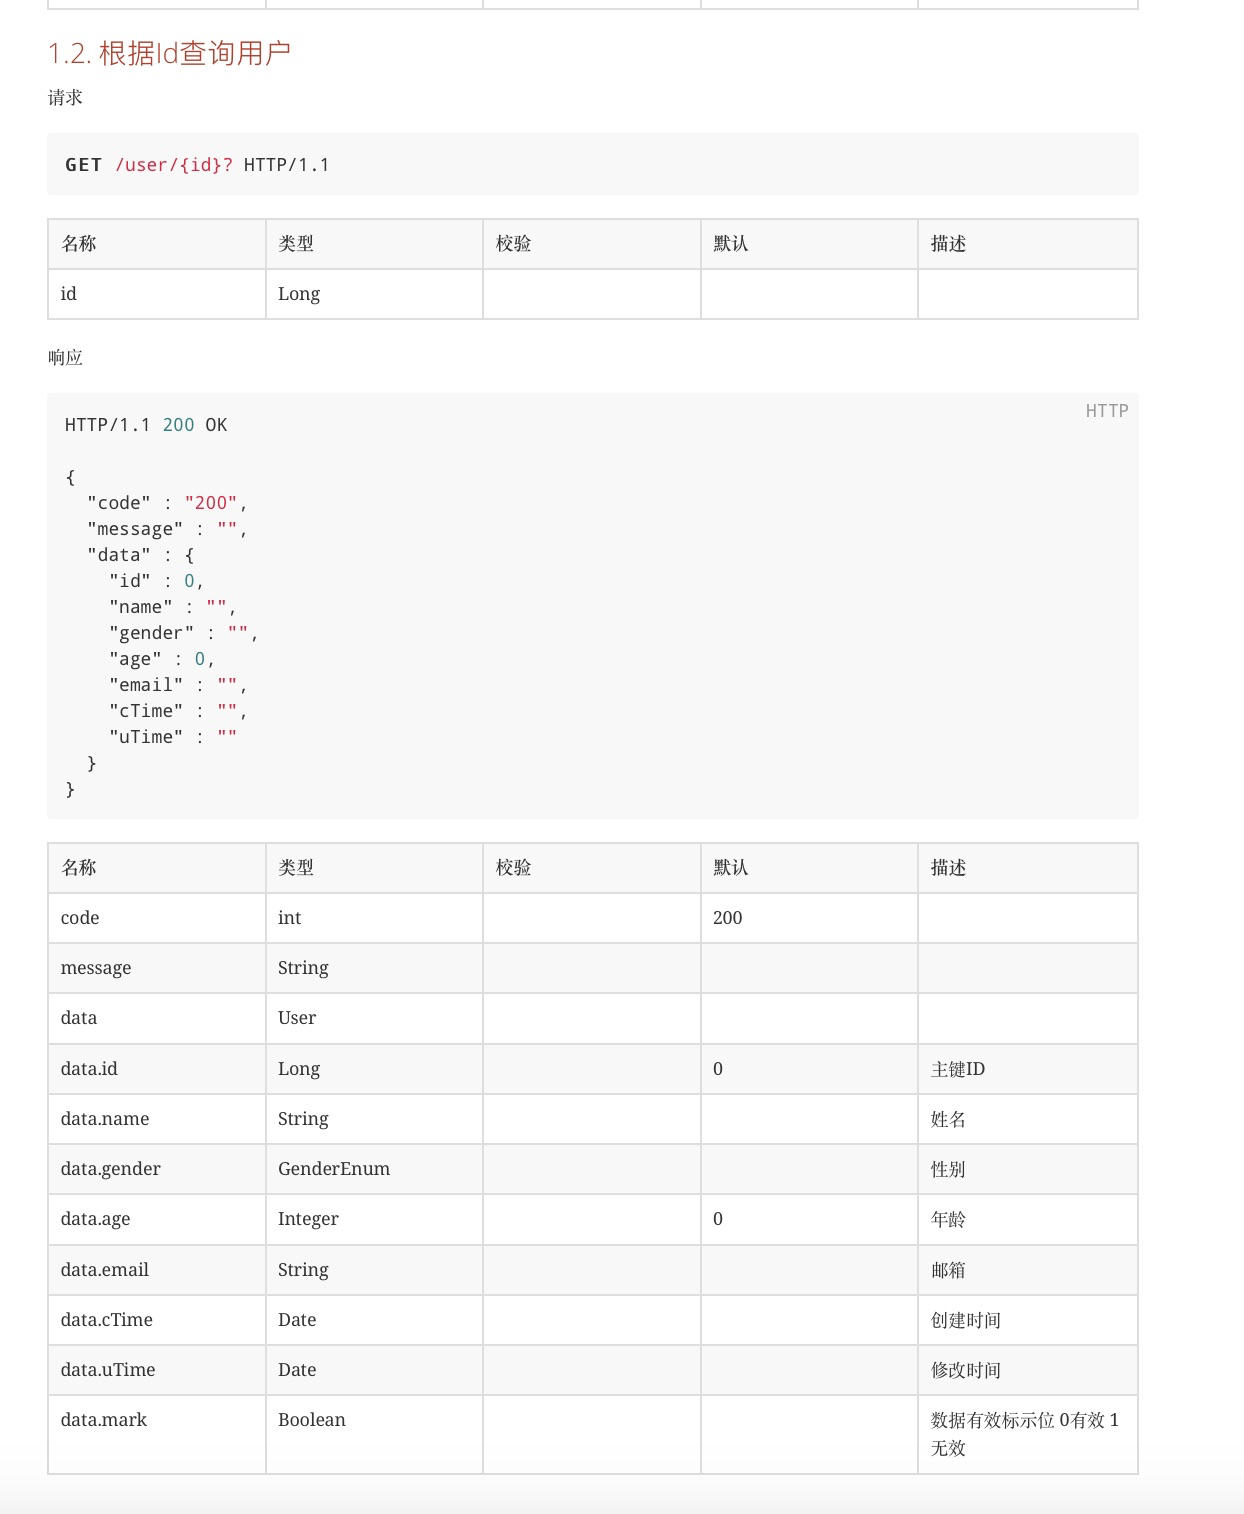 1.2. 根据Id查询用户
请求
GET /user/{id}? HTTP/1.1
名称 类型 校验 默认 描述
id Long
响应
HTTP
HTTP/1.1 200 OK
{
"code" : "200",
"message" : "",
"data" : {
"id" : 0,
"name" : "",
"gender" : "",
"age" : 0,
"email" : "",
"cTime" : "",
"uTime" : ""
}
}
名称 类型 校验 默认 描述
code int 200
message String
data User
data.id Long 0 主键ID
data.name String 姓名
data.gender GenderEnum 性别
data.age Integer 0 年龄
data.email String 邮箱
data.cTime Date 创建时间
data.uTime Date 修改时间
data.mark Boolean 数据有效标示位 0有效 1
无效